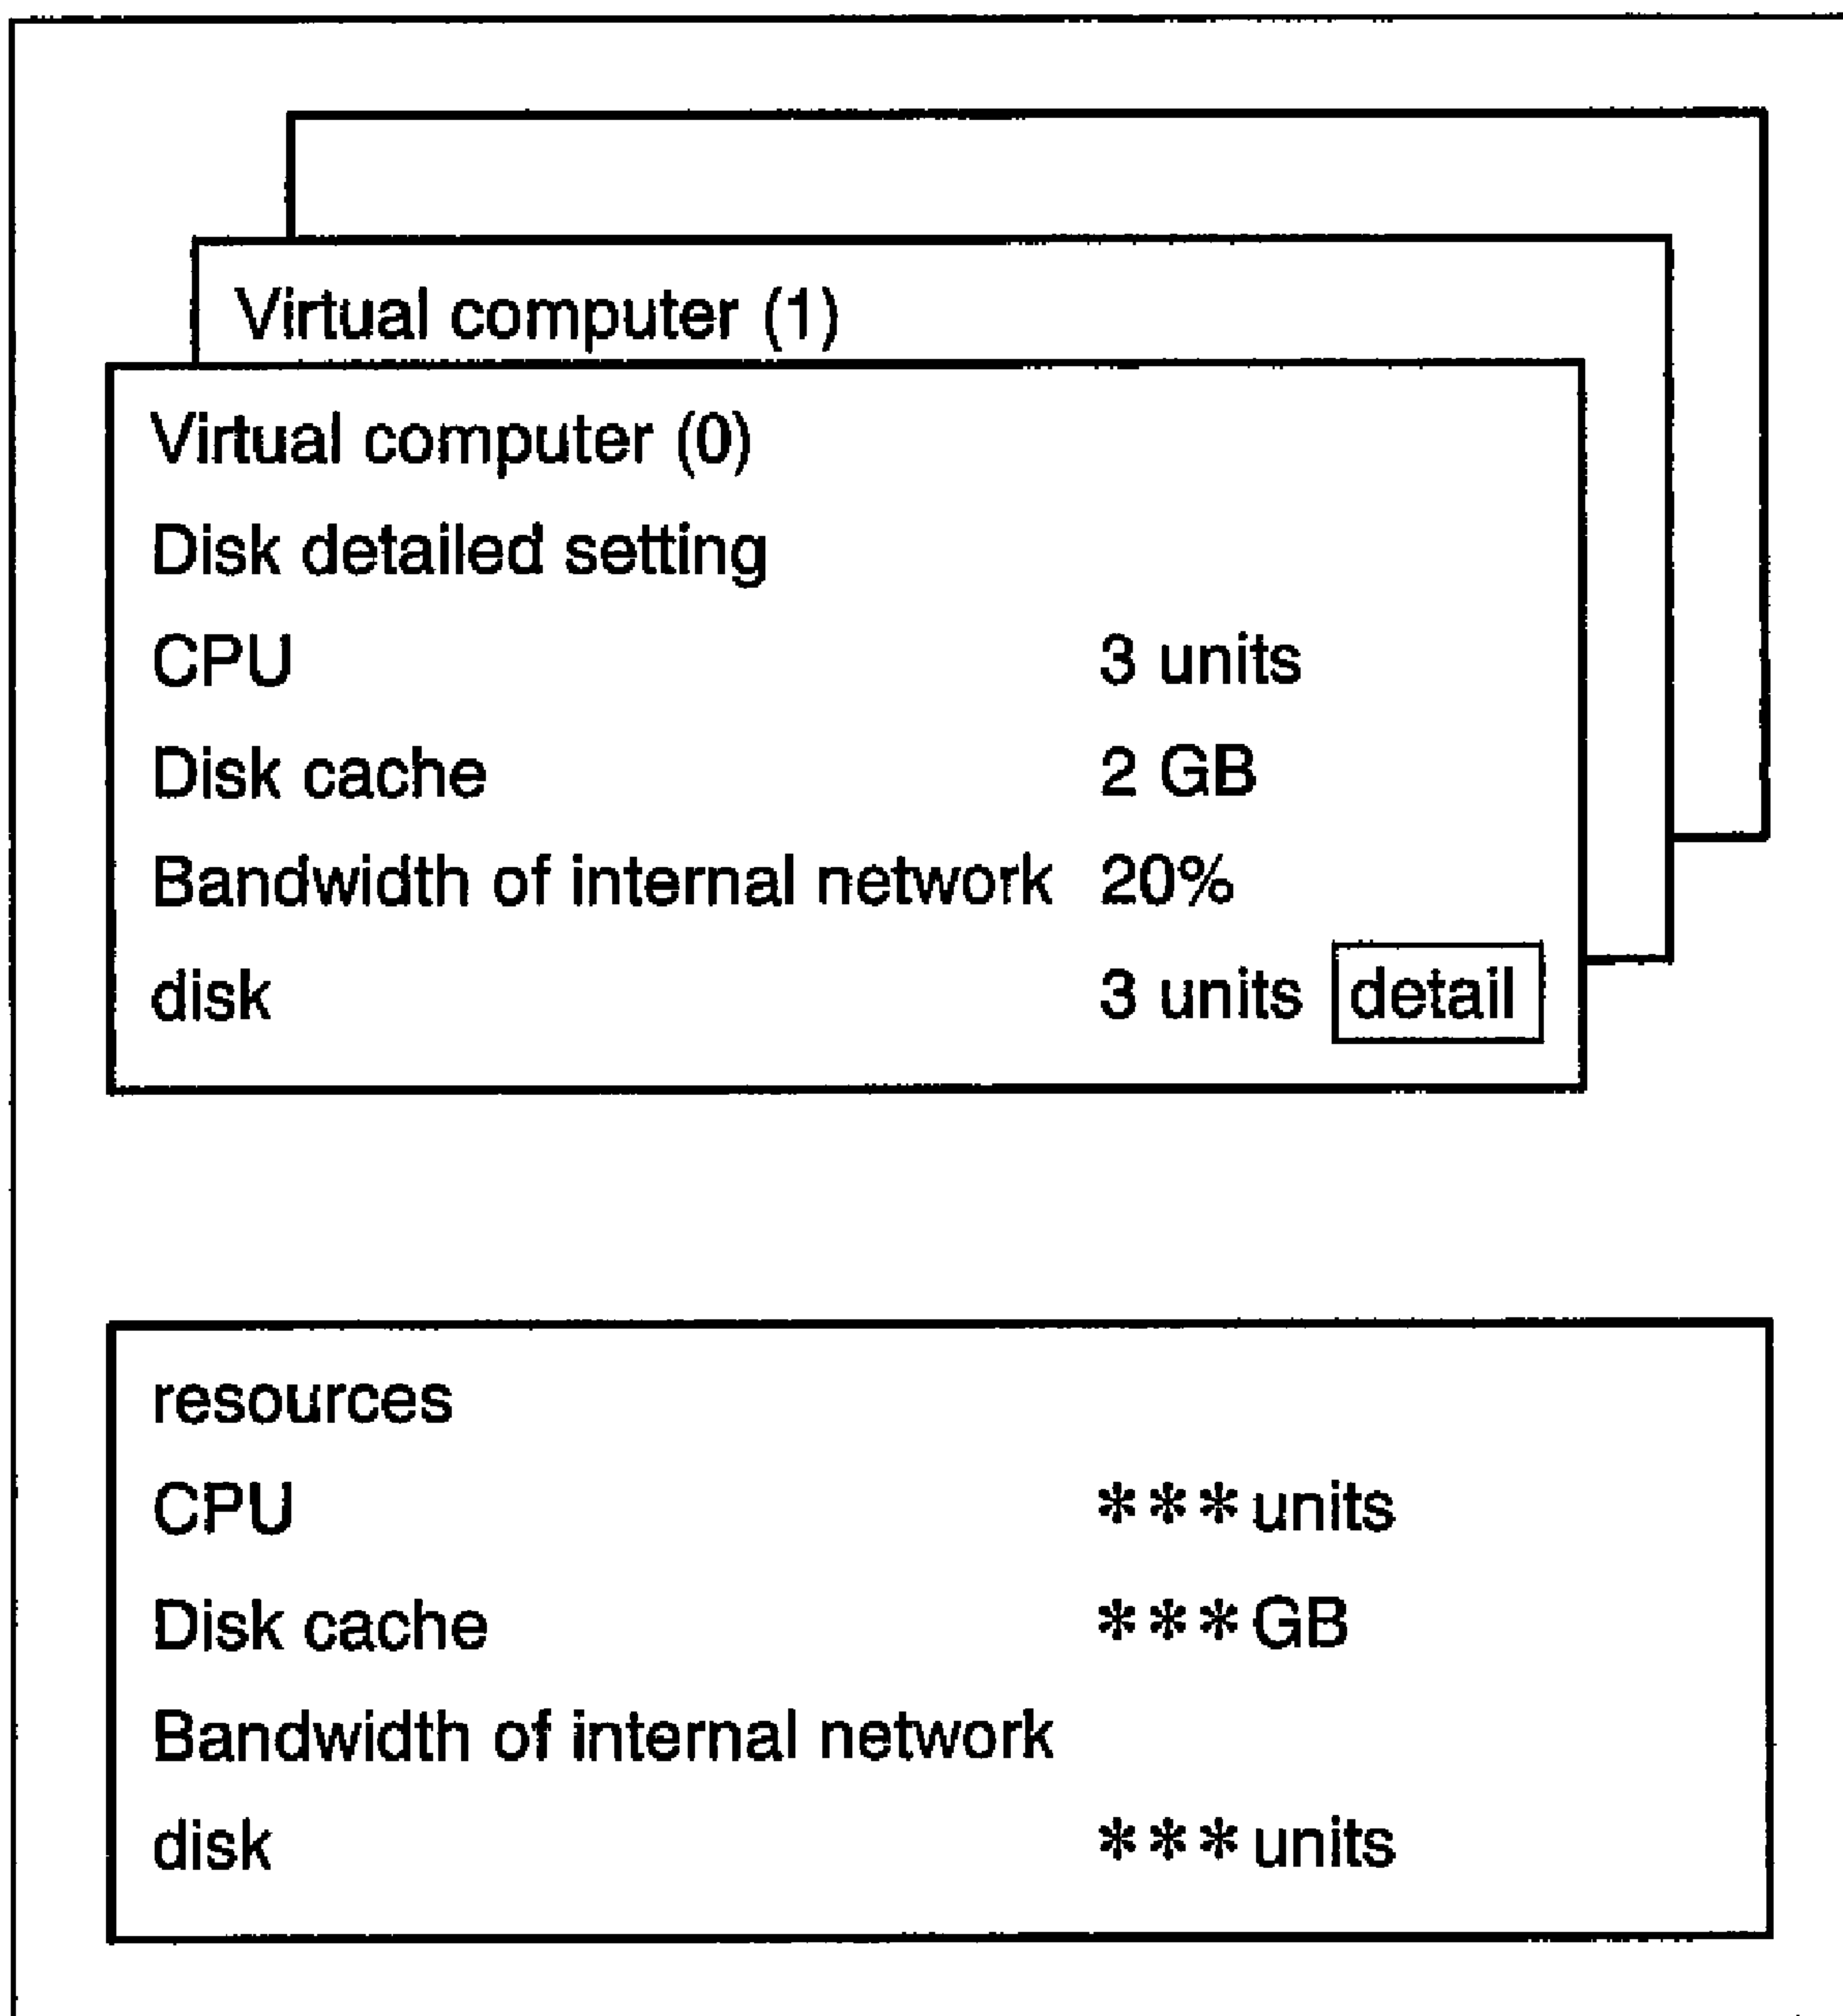 Virtual computer (1)
Virtual computer (0)
Disk detailed setting
CPU 3 units
Disk cache 2 GB
Bandwidth of internal network 20%
disk 3 units detail
resources
CPU ***units
Disk cache ***GB
Bandwidth of internal network
disk ***units